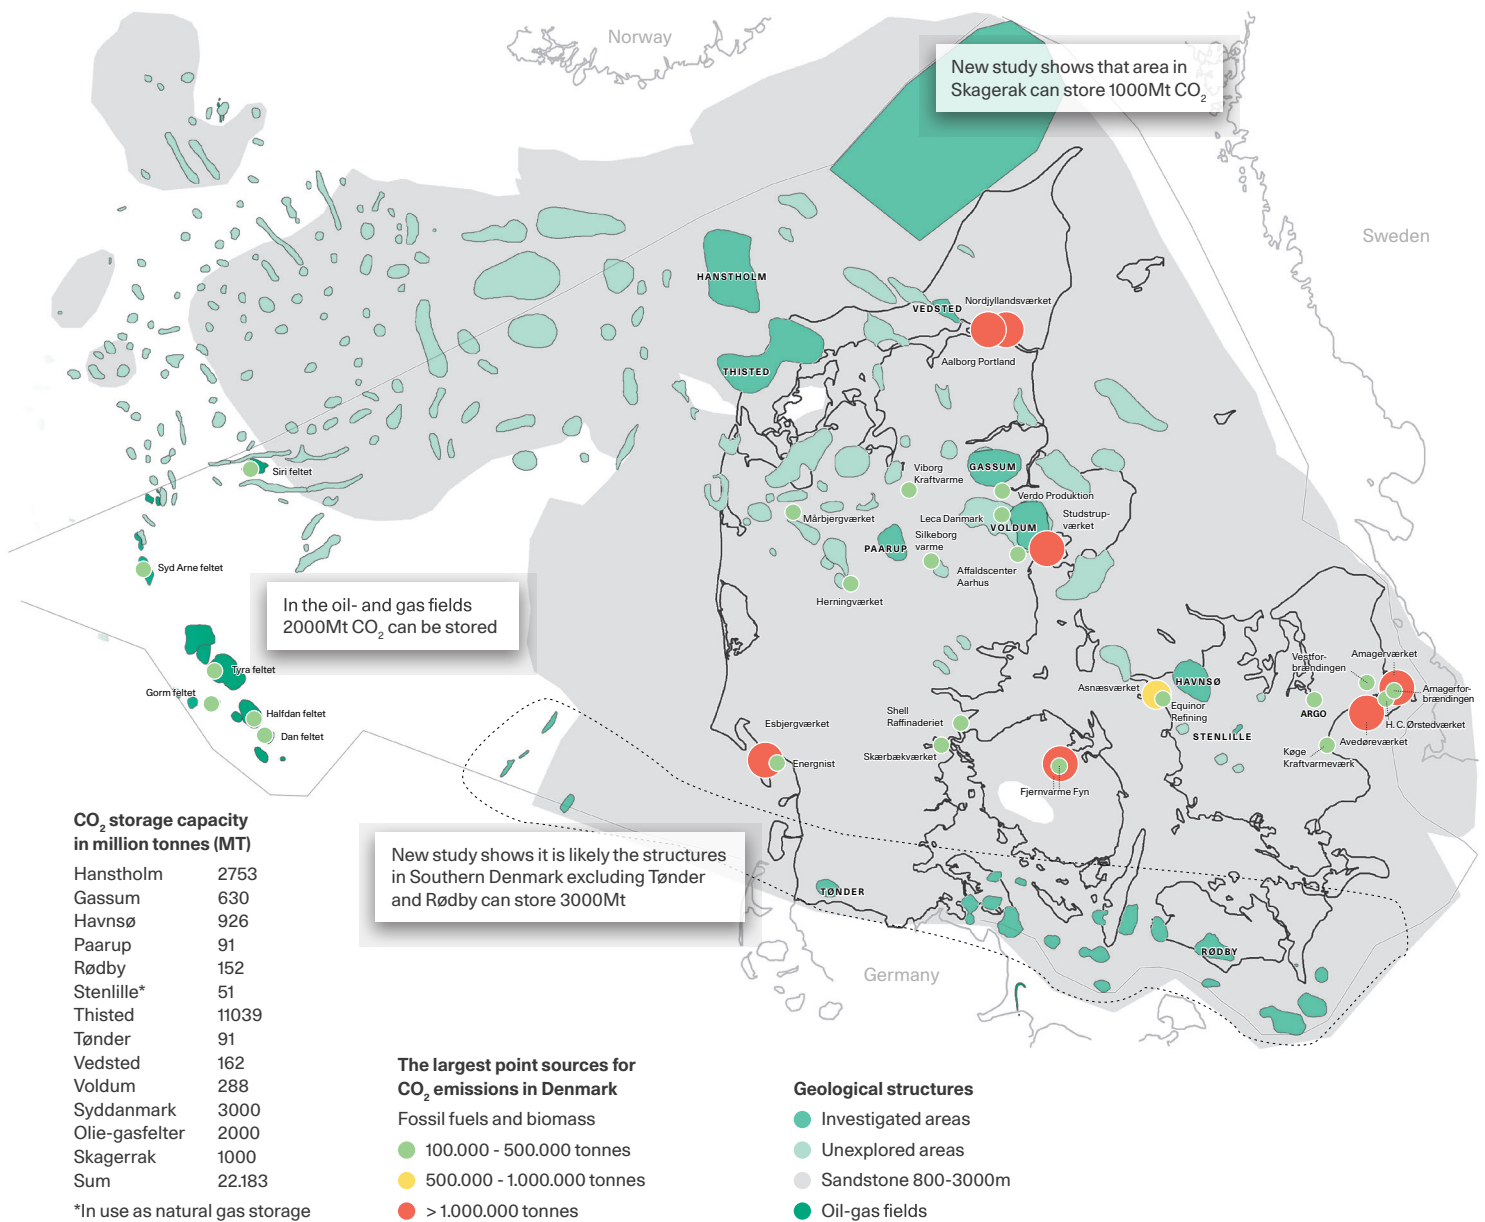 Norway
New study shows that area in
Skagerak can store 1000Mt CO2
Sweden
HANSTHOLM
VEDSTED
Nordjyllandsværket
Aalborg Portland
THISTED
Siri feltet
GASSUM
Viborg
Kraftvarme
Verdo Produktion
Mårbjergværket
Leca Danmark
VOLDUM
Studstrup-
værket
PAARUP
Silkeborg
varme
Affaldscenter
Aarhus
Herningværket
Syd Arne feltet
In the oil- and gas fields
2000Mt CO2 can be stored
Tyra feltet
Gorm feltet
Halfdan feltet
Dan feltet
Vestfor-
brændingen
Amagerværket
Asnæsværket
HAVNSØ
Equinor
Refining
STENLILLE
ARGO
Amagerfor-
brændingen
H.C. Ørstedværket
Avedøreværket
Køge
Kraftvarmeværk
Shell
Raffinaderiet
Skærbækværket
Esbjergværket
Energnist
Fjernvarme Fyn
New study shows it is likely the structures
in Southern Denmark excluding Tønder
and Rødby can store 3000Mt
TØNDER
RØDBY
Germany
CO2 storage capacity
in million tonnes (MT)
Hanstholm 2753
Gassum 630
Havnsø 926
Paarup 91
Rødby 152
Stenlille* 51
Thisted 11039
Tønder 91
Vedsted 162
Voldum 288
Syddanmark 3000
Olie-gasfelter 2000
Skagerrak 1000
Sum 22.183
*In use as natural gas storage
The largest point sources for
CO2 emissions in Denmark
Fossil fuels and biomass
100.000 - 500.000 tonnes
500.000 - 1.000.000 tonnes
> 1.000.000 tonnes
Geological structures
Investigated areas
Unexplored areas
Sandstone 800-3000m
Oil-gas fields